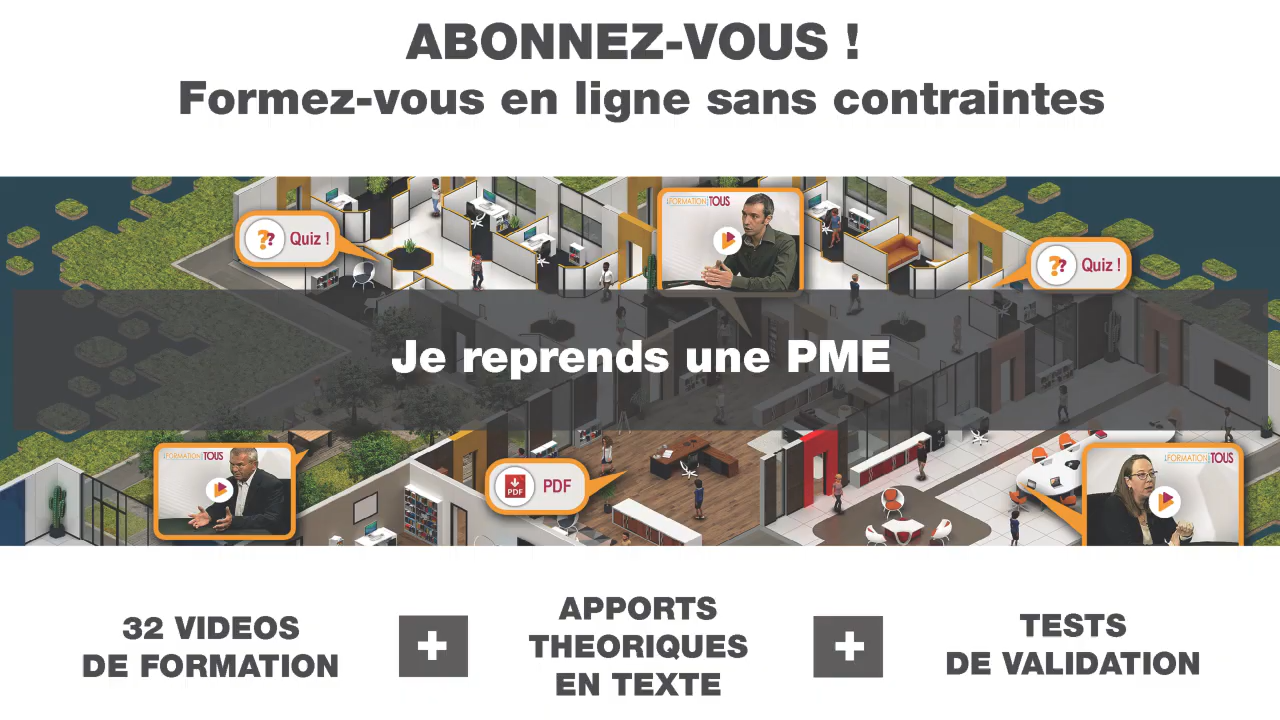 ABONNEZ-VOUS !
Formez-vous en ligne sans contraintes
FORMATION TOUS
?? Quiz !
?? Quiz !
Je reprends une PME
FORMATION TOUS
PDF PDF
FORMATION TOUS
32 VIDEOS
DE FORMATION
+
APPORTS
THEORIQUES
EN TEXTE
+
TESTS
DE VALIDATION